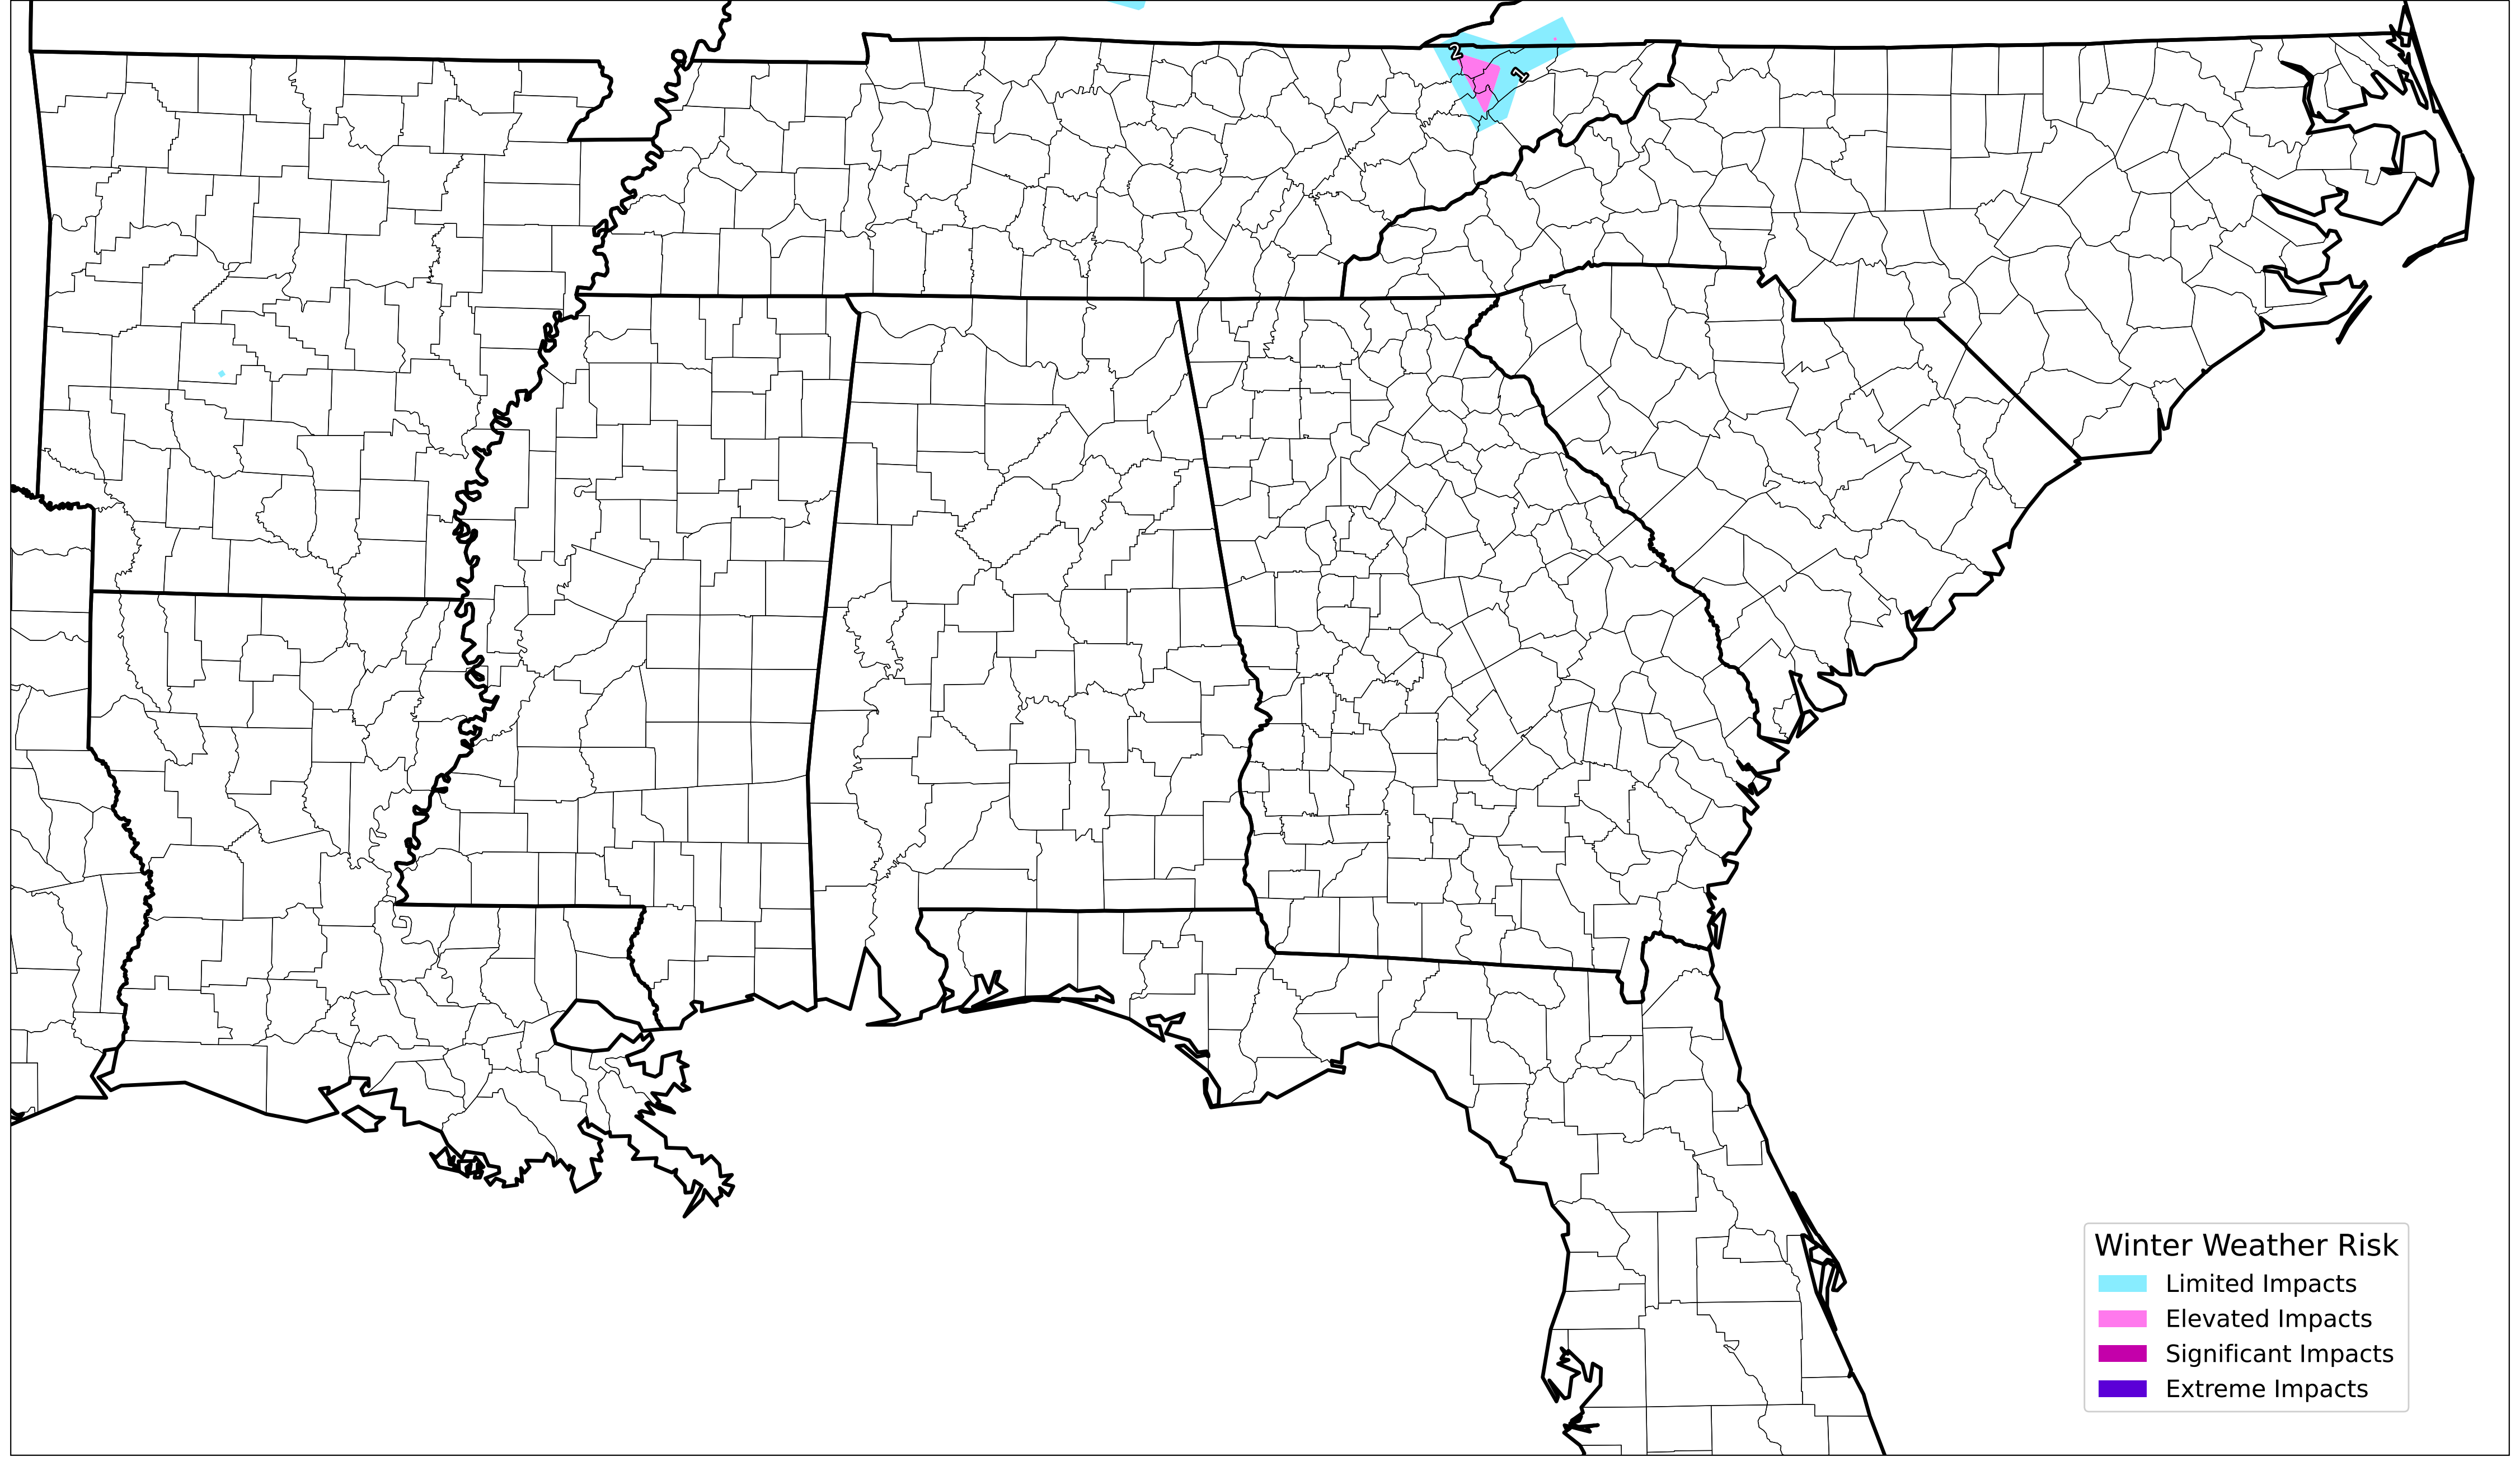 2
1
Winter Weather Risk
Limited Impacts
Elevated Impacts
Significant Impacts
Extreme Impacts